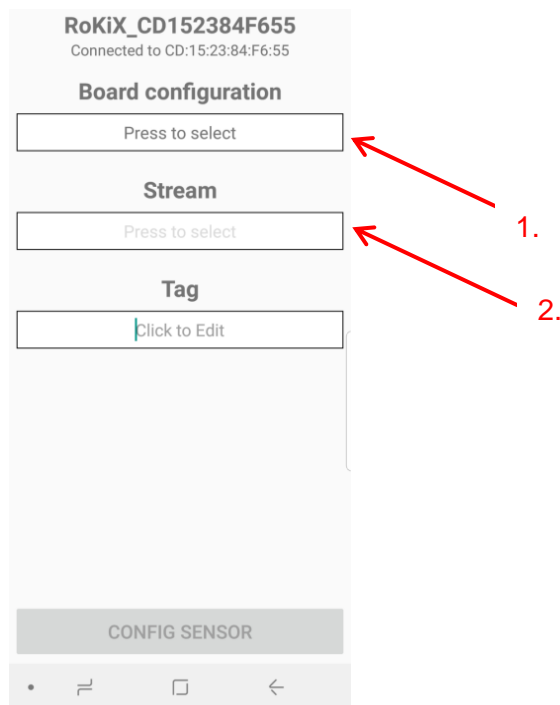 RoKiX_CD152384F655
Connected to CD:15:23:84:F6:55
Board configuration
Press to select
1.
Stream
Press to select
2.
Tag
Click to Edit
CONFIG SENSOR